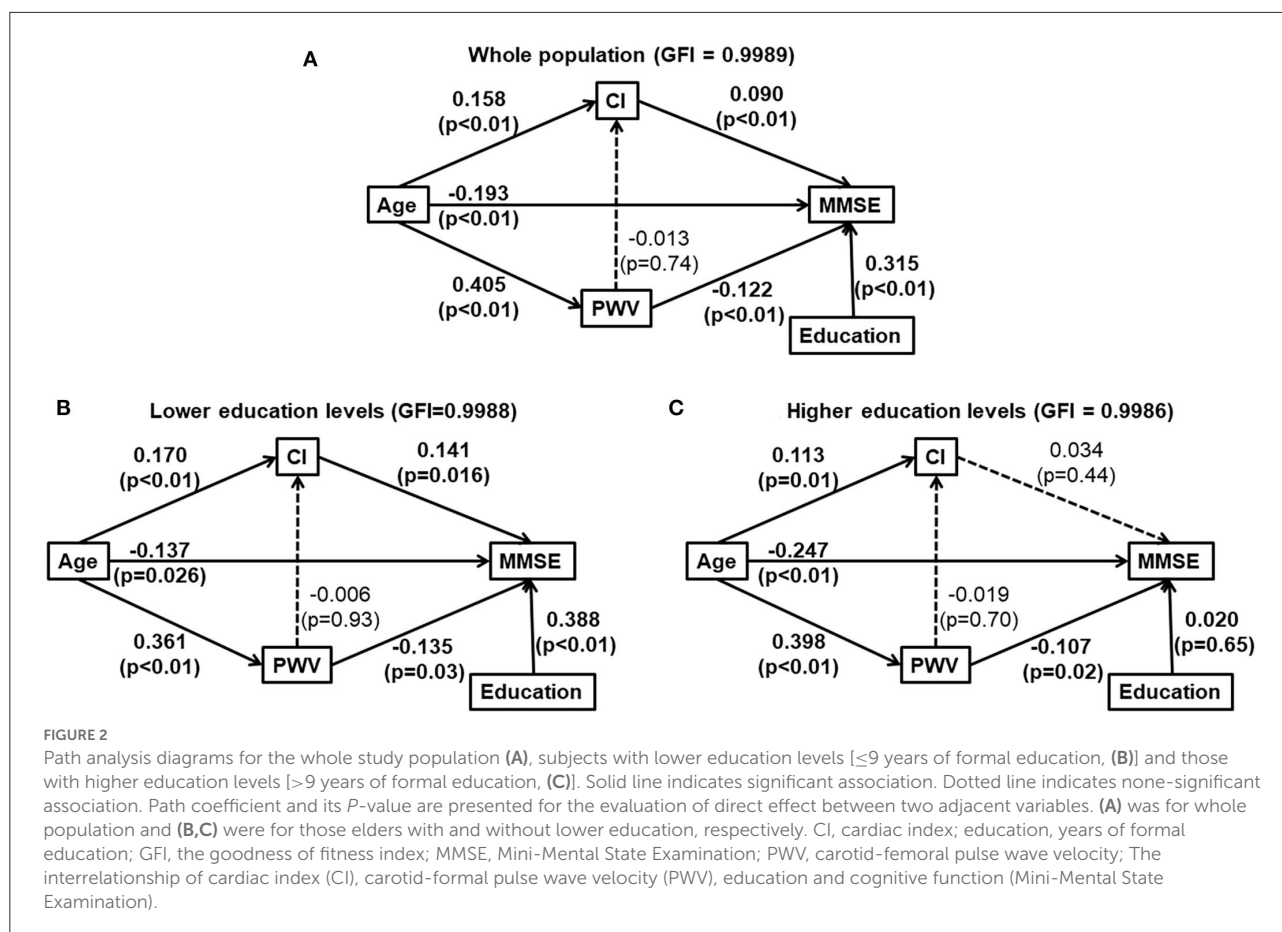 A
Whole population (GFI = 0.9989)
0.158
(p<0.01)
CI
0.090
(p<0.01)
Age
-0.193
(p<0.01)
MMSE
-0.013
(p=0.74)
0.405
(p<0.01)
PWV
-0.122
(p<0.01)
0.315
(p<0.01)
Education
B
Lower education levels (GFI=0.9988)
0.170
(p<0.01)
CI
0.141
(p=0.016)
Age
-0.137
(p=0.026)
MMSE
-0.006
(p=0.93)
0.361
(p<0.01)
PWV
-0.135
(p=0.03)
0.388
(p<0.01)
Education
C
Higher education levels (GFI = 0.9986)
0.113
(p=0.01)
CI
0.034
(p=0.44)
Age
-0.247
(p<0.01)
MMSE
-0.019
(p=0.70)
0.398
(p<0.01)
PWV
-0.107
(p=0.02)
0.020
(p=0.65)
Education
FIGURE 2
Path analysis diagrams for the whole study population (A), subjects with lower education levels [≤9 years of formal education, (B)] and those
with higher education levels [>9 years of formal education, (C)]. Solid line indicates significant association. Dotted line indicates none-significant
association. Path coefficient and its P-value are presented for the evaluation of direct effect between two adjacent variables. (A) was for whole
population and (B,C) were for those elders with and without lower education, respectively. CI, cardiac index; education, years of formal
education; GFI, the goodness of fitness index; MMSE, Mini-Mental State Examination; PWV, carotid-femoral pulse wave velocity; The
interrelationship of cardiac index (CI), carotid-formal pulse wave velocity (PWV), education and cognitive function (Mini-Mental State
Examination).